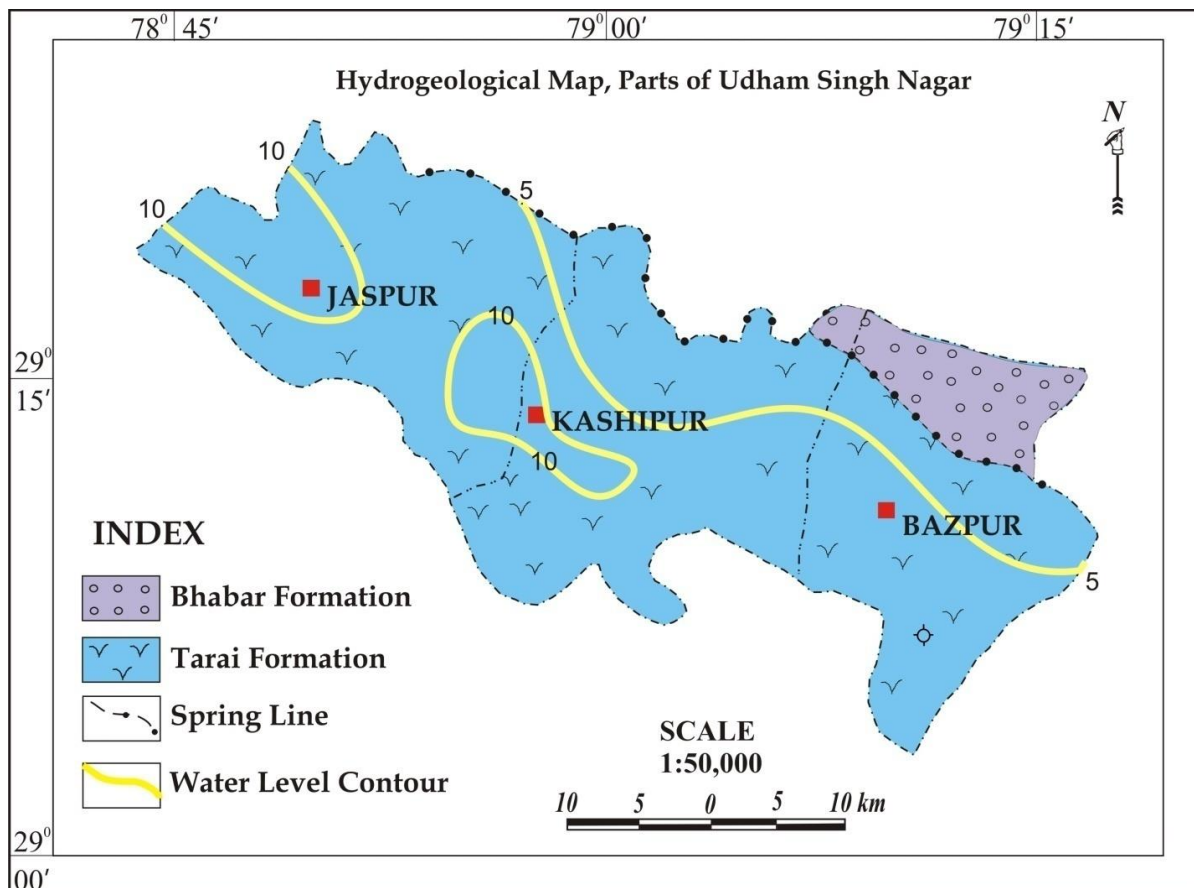 78⁰ 45′
79⁰ 00′
79⁰ 15′
Hydrogeological Map, Parts of Udham Singh Nagar
N
10
10
5
JASPUR
10
29⁰
15′
KASHIPUR
10
BAZPUR
5
INDEX
Bhabar Formation
Tarai Formation
Spring Line
Water Level Contour
SCALE
1:50,000
10 5 0 5 10 km
29⁰
00′